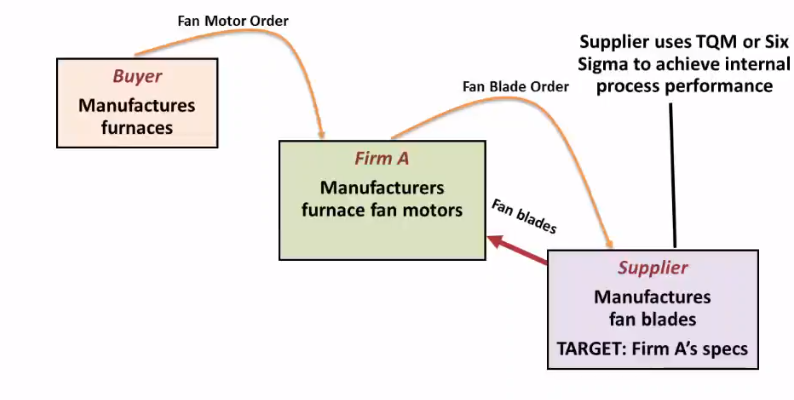 Fan Motor Order
Supplier uses TQM or Six
Sigma to achieve internal
process performance
Buyer
Manufactures
furnaces
Fan Blade Order
Firm A
Manufacturers
furnace fan motors
Fan blades
Supplier
Manufactures
fan blades
TARGET: Firm A's specs